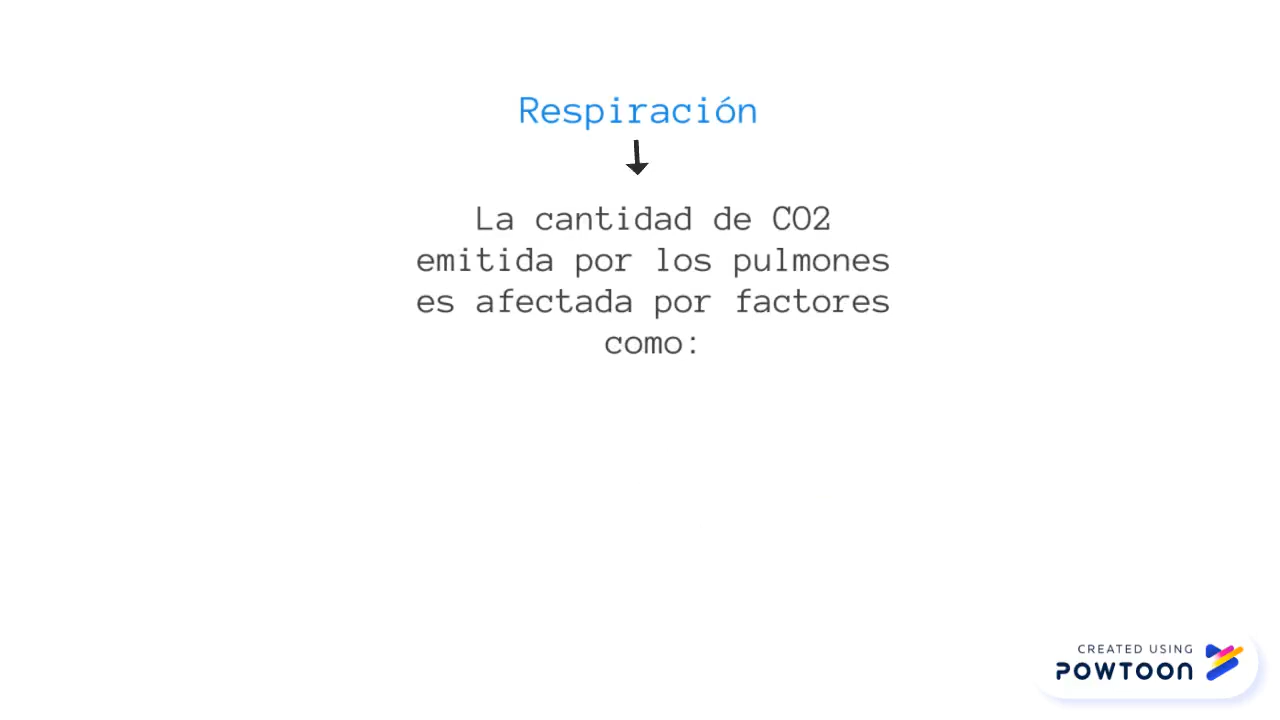 Respiración
La cantidad de CO2
emitida por los pulmones
es afectada por factores
como:
CREATED USING
POWTOON